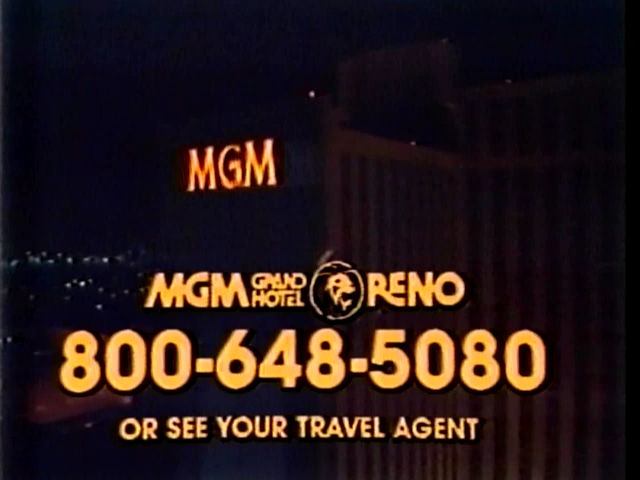 MGM
MGM GRAND HOTEL RENO
800-648-5080
OR SEE YOUR TRAVEL AGENT